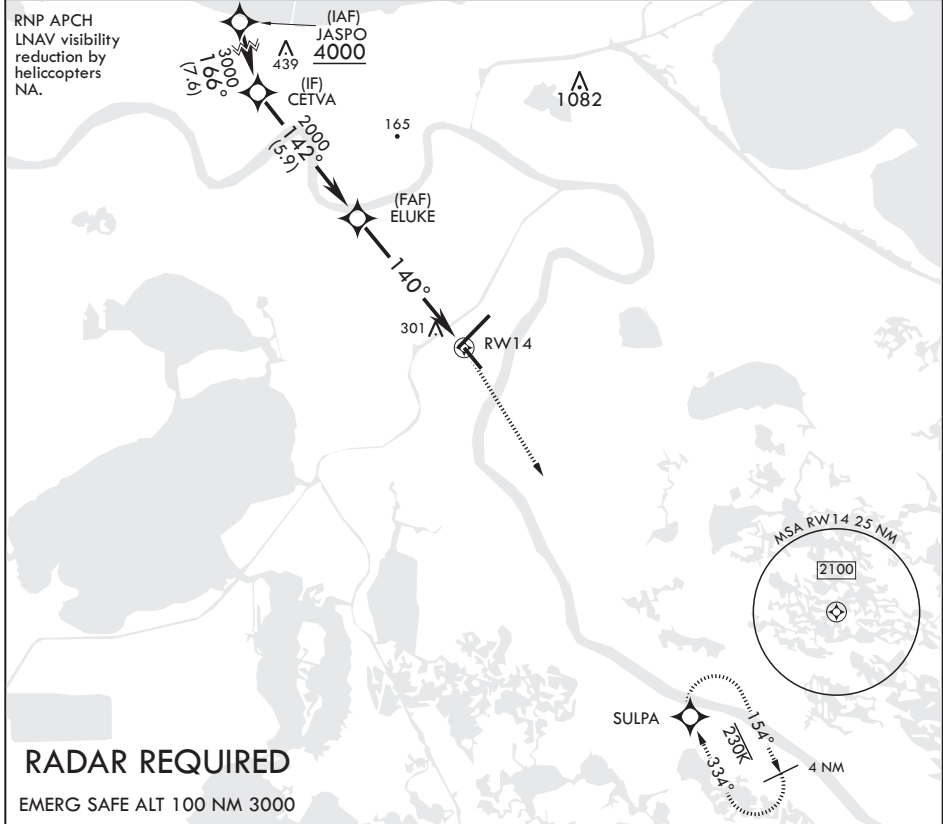 RNP APCH
LNAV visibility
reduction by
heliccopters
NA.
(IAF)
JASPO
4000
439
3000
166°
(7.6)
(IF)
CETVA
1082
165
2000
142°
(5.9)
(FAF)
ELUKE
140°
301
RW14
MSA RW14 25 NM
2100
SULPA
154°
230K
334°
4 NM
RADAR REQUIRED
EMERG SAFE ALT 100 NM 3000